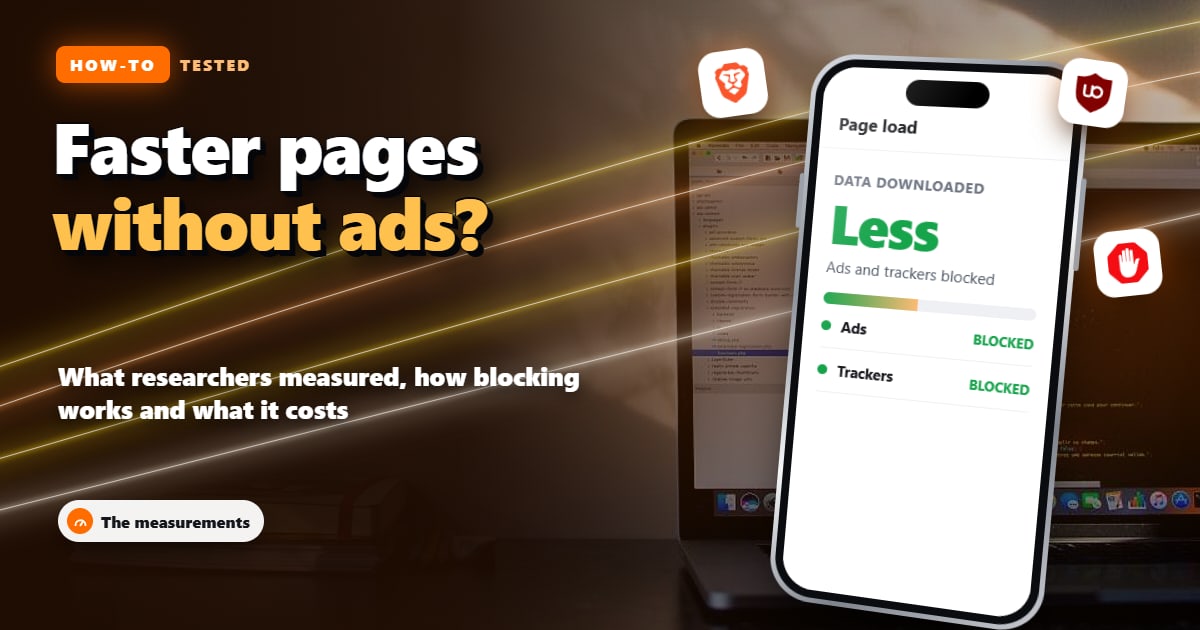 HOW-TO TESTED
Faster pages
without ads?
What researchers measured, how blocking
works and what it costs
The measurements
Page load
DATA DOWNLOADED
Less
Ads and trackers blocked
Ads BLOCKED
Trackers BLOCKED